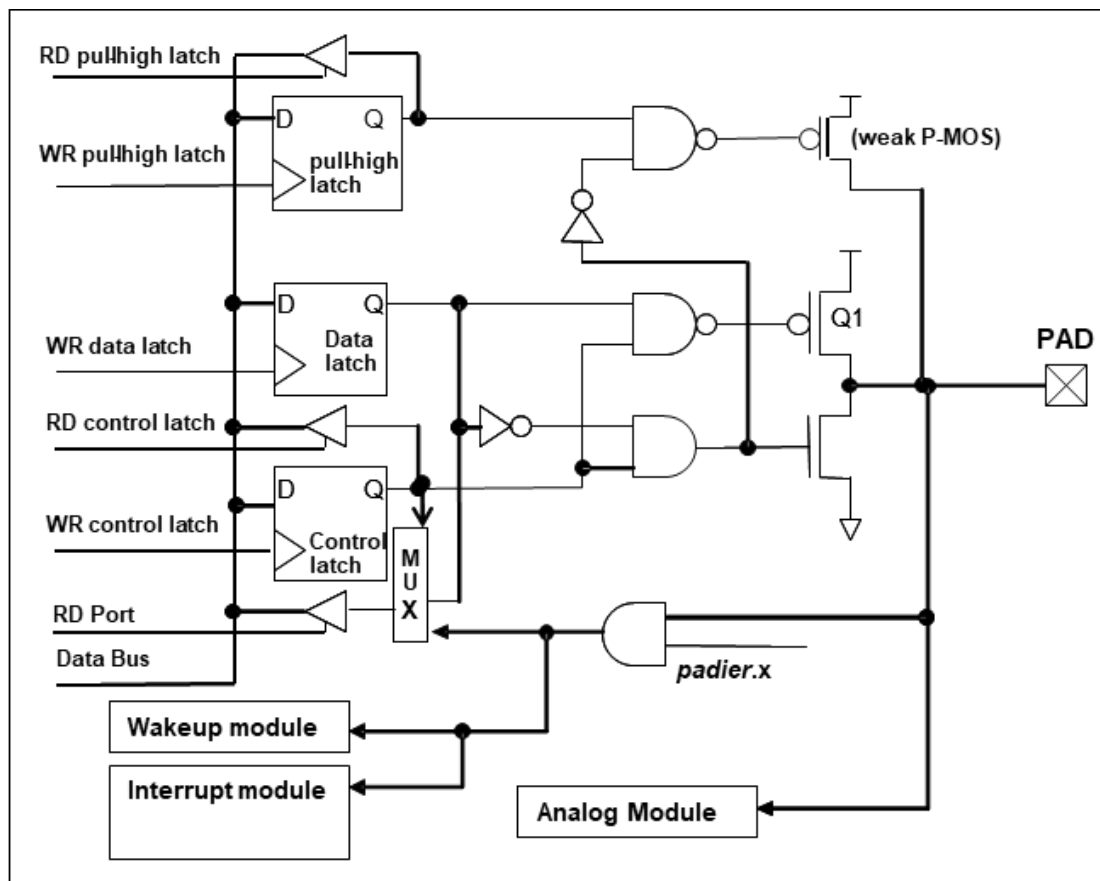 RD pull-high latch
D
Q
(weak P-MOS)
WR pull-high latch
pull-high
latch
D
Q
Q1
Data
latch
WR data latch
PAD
RD control latch
D
Q
WR control latch
Control
latch
M
U
X
RD Port
Data Bus
padier.x
Wakeup module
Interrupt module
Analog Module